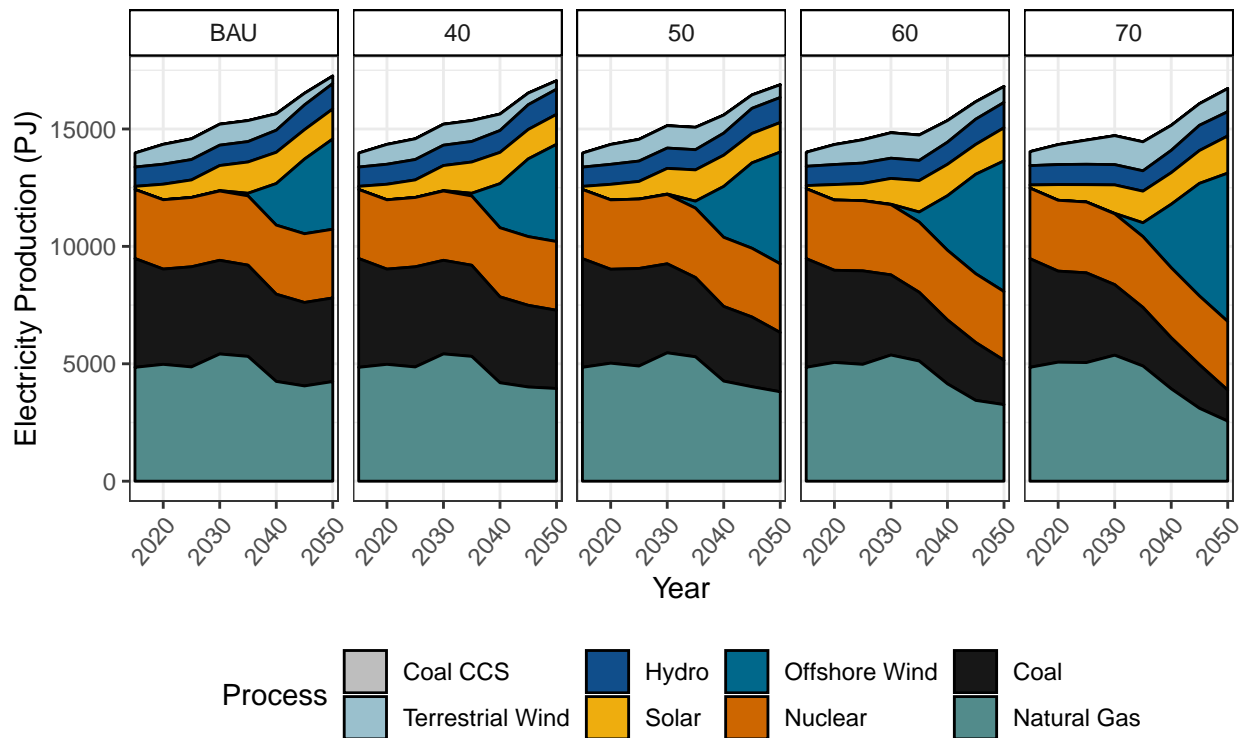 BAU 40 50 60 70
Electricity Production (PJ)
15000
10000
5000
0
2020 2030 2040 2050 2020 2030 2040 2050 2020 2030 2040 2050 2020 2030 2040 2050 2020 2030 2040 2050
Year
Process
Coal CCS Hydro Offshore Wind Coal
Terrestrial Wind Solar Nuclear Natural Gas